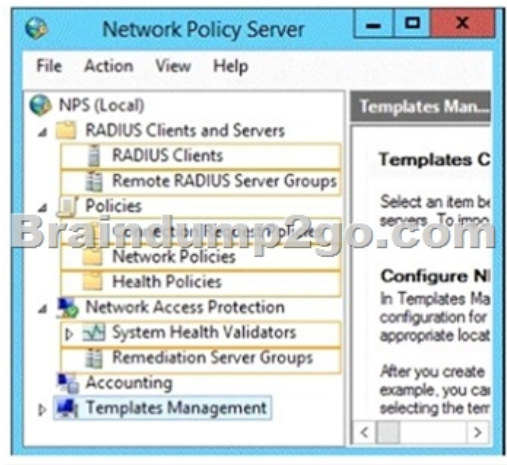 Network Policy Server
File Action View Help
NPS (Local)
RADIUS Clients and Servers
RADIUS Clients
Remote RADIUS Server Groups
Policies
Network Policies
Health Policies
Network Access Protection
System Health Validators
Remediation Server Groups
Accounting
Templates Management
Templates Man...
Templates C
Select an item be
servers. To impo
Configure N
In Templates Ma
configuration for
appropriate locat
After you create
example, you ca
selecting the tem
Braindump2go.com